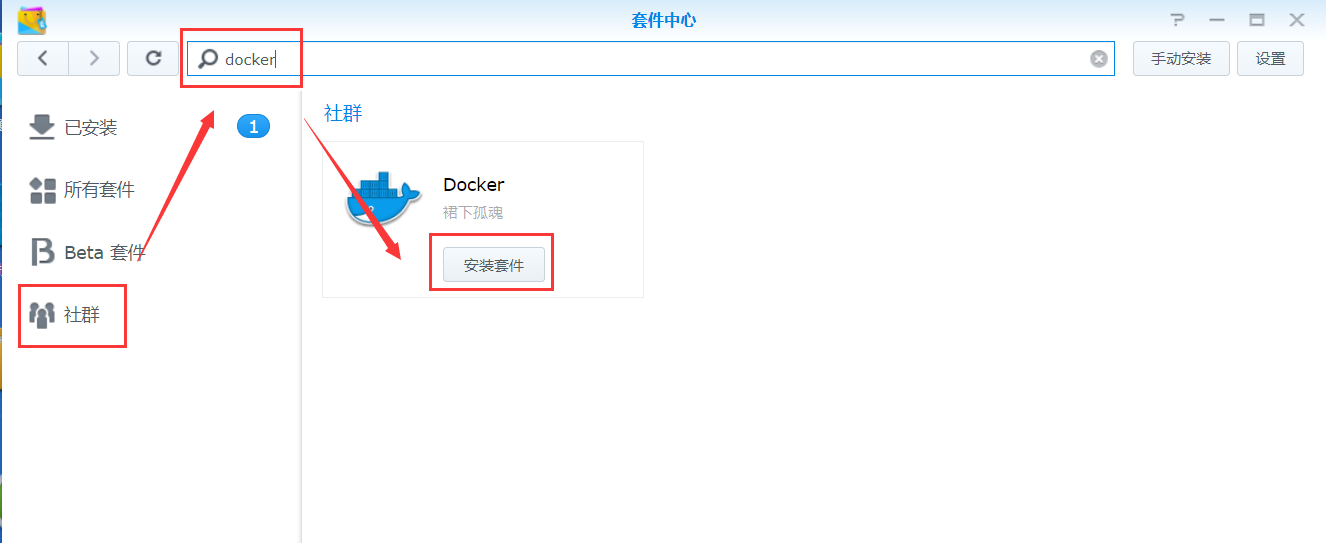 套件中心
docker
手动安装
设置
已安装
1
所有套件
Beta 套件
社群
社群
Docker
裙下孤魂
安装套件